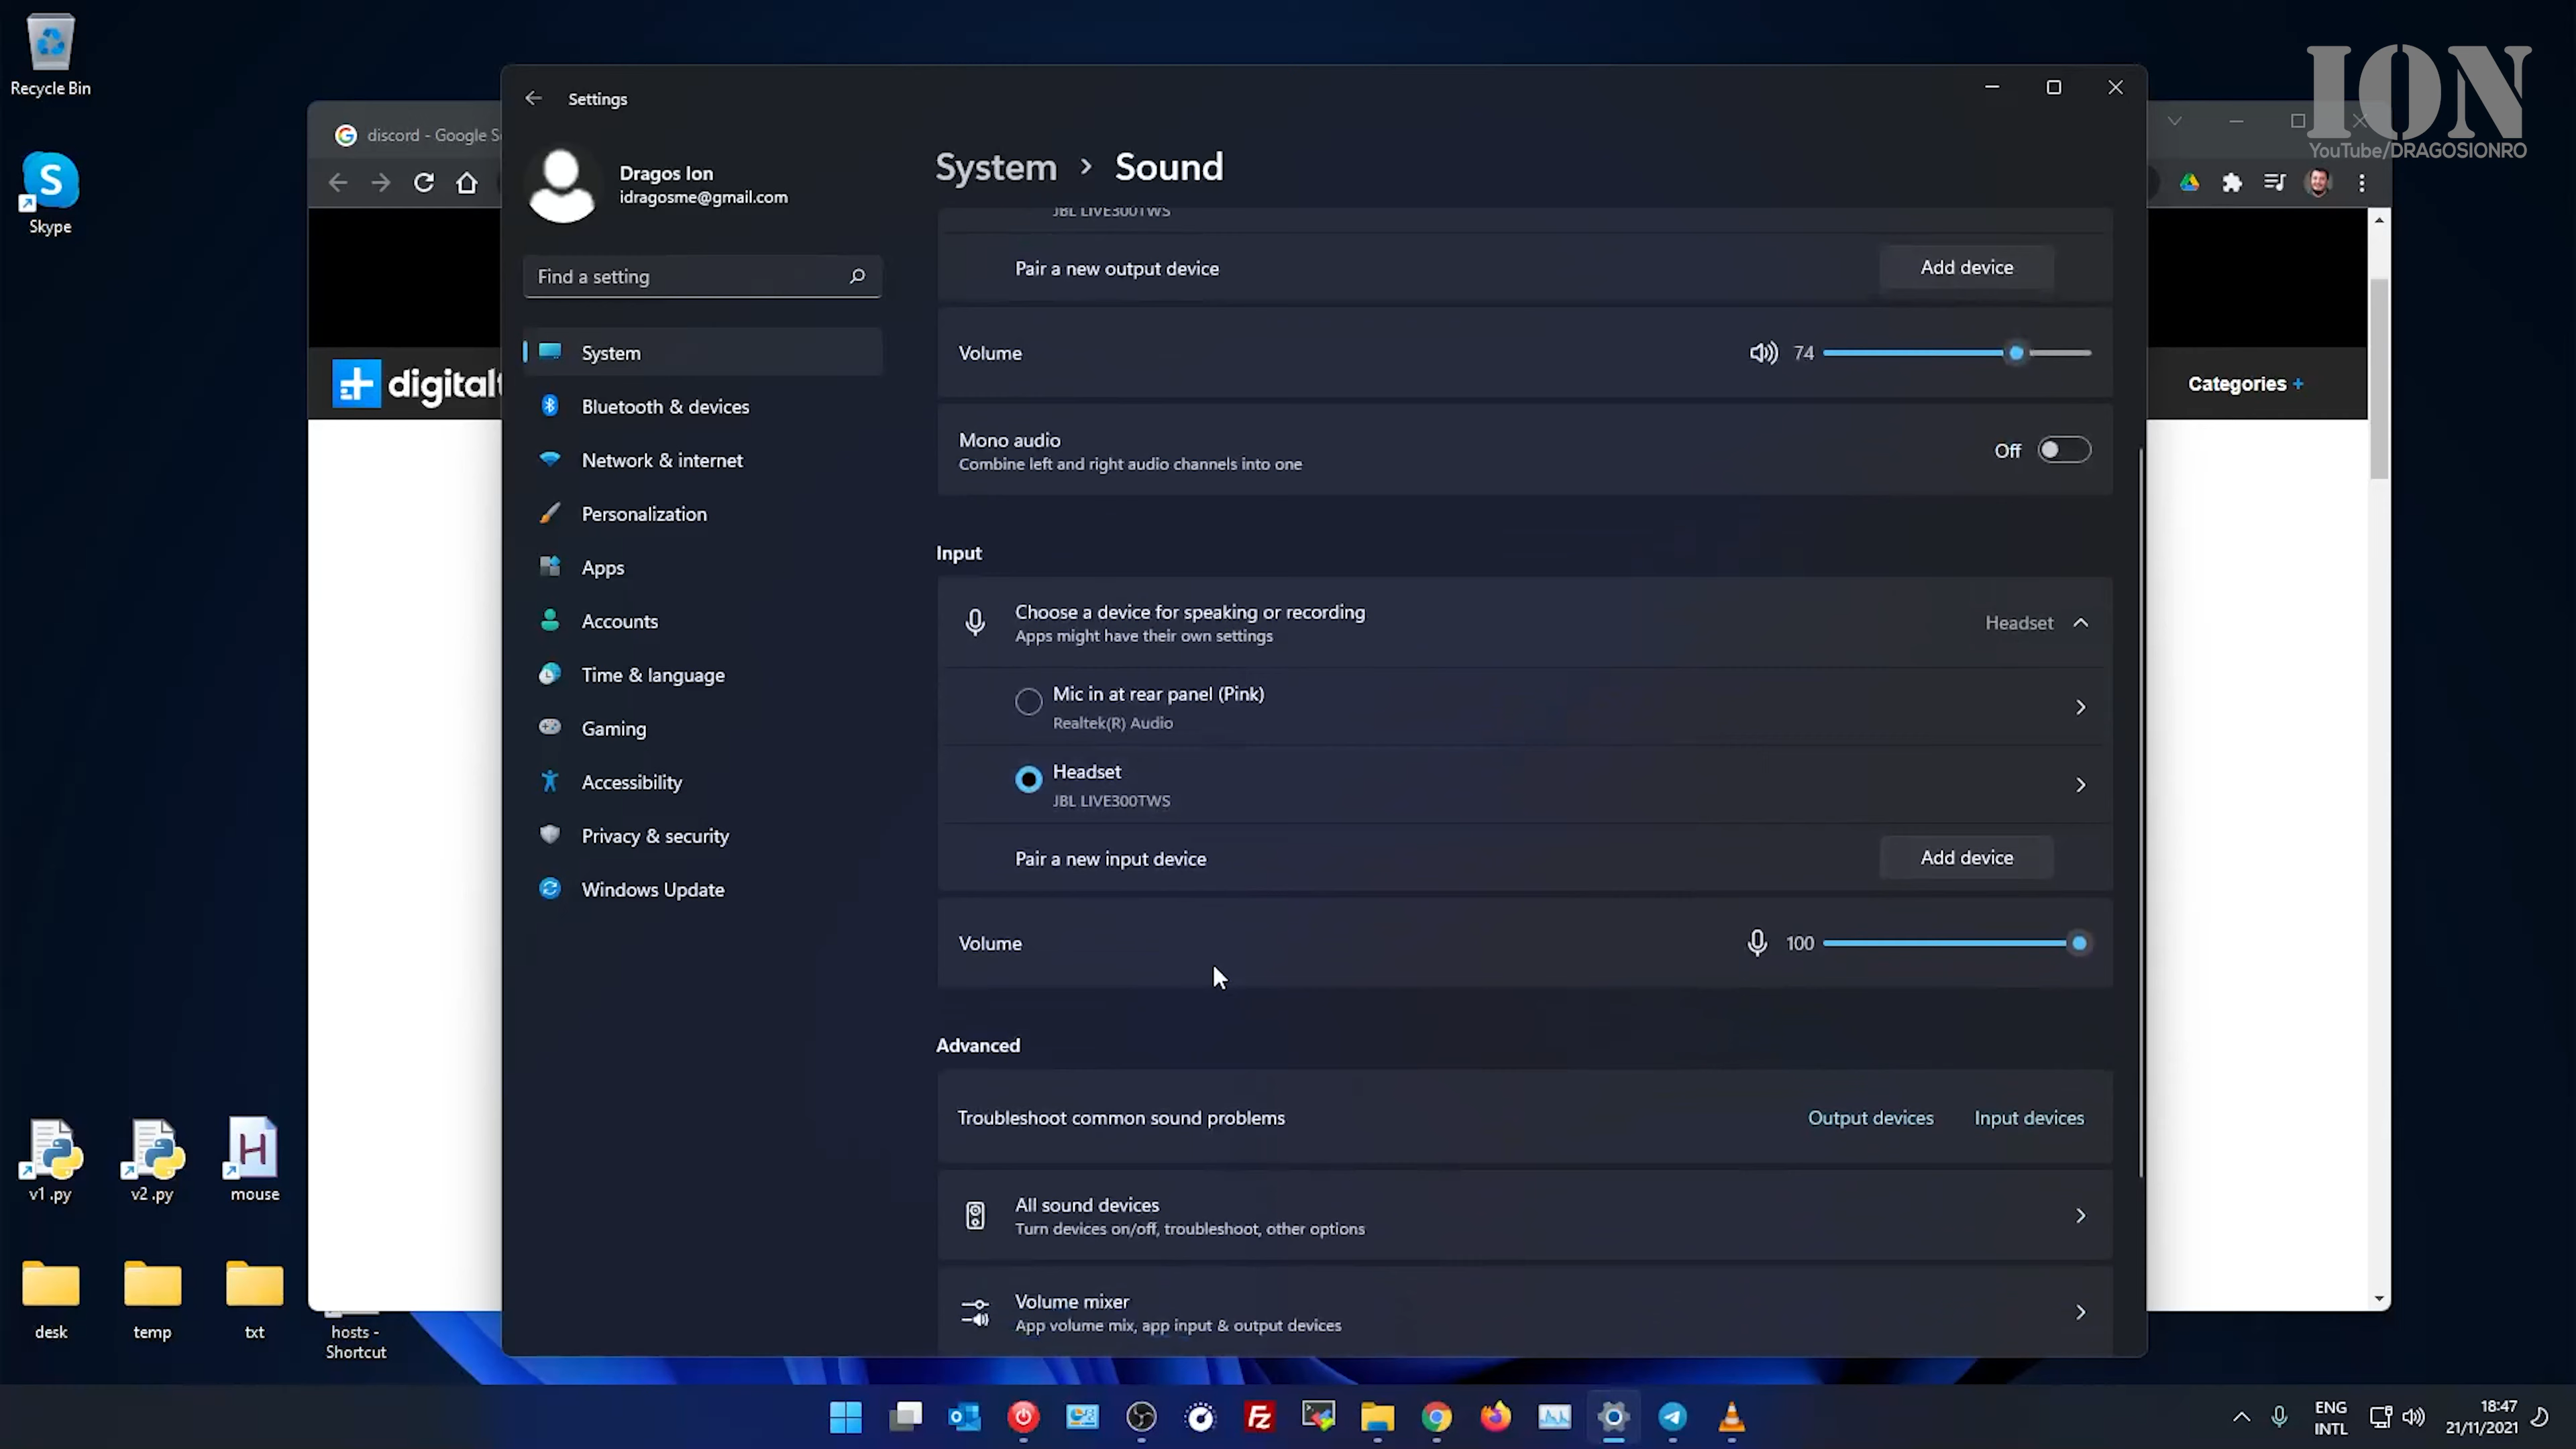 Recycle Bin
Skype
discord - Google S
digitalt
Categories +
ION
YouTube/DRAGOSIONRO
Settings
Dragos Ion
idragosme@gmail.com
Find a setting
System
Bluetooth & devices
Network & internet
Personalization
Apps
Accounts
Time & language
Gaming
Accessibility
Privacy & security
Windows Update
System > Sound
JBL LIVE300TWS
Pair a new output device
Add device
Volume
74
Mono audio
Off
Combine left and right audio channels into one
Input
Choose a device for speaking or recording
Apps might have their own settings
Headset
Mic in at rear panel (Pink)
Realtek(R) Audio
Headset
JBL LIVE300TWS
Pair a new input device
Add device
Volume
100
Advanced
Troubleshoot common sound problems
Output devices
Input devices
All sound devices
Turn devices on/off, troubleshoot, other options
Volume mixer
App volume mix, app input & output devices
v1 .py
v2 .py
mouse
desk
temp
txt
hosts -
Shortcut
ENG
INTL
18:47
21/11/2021